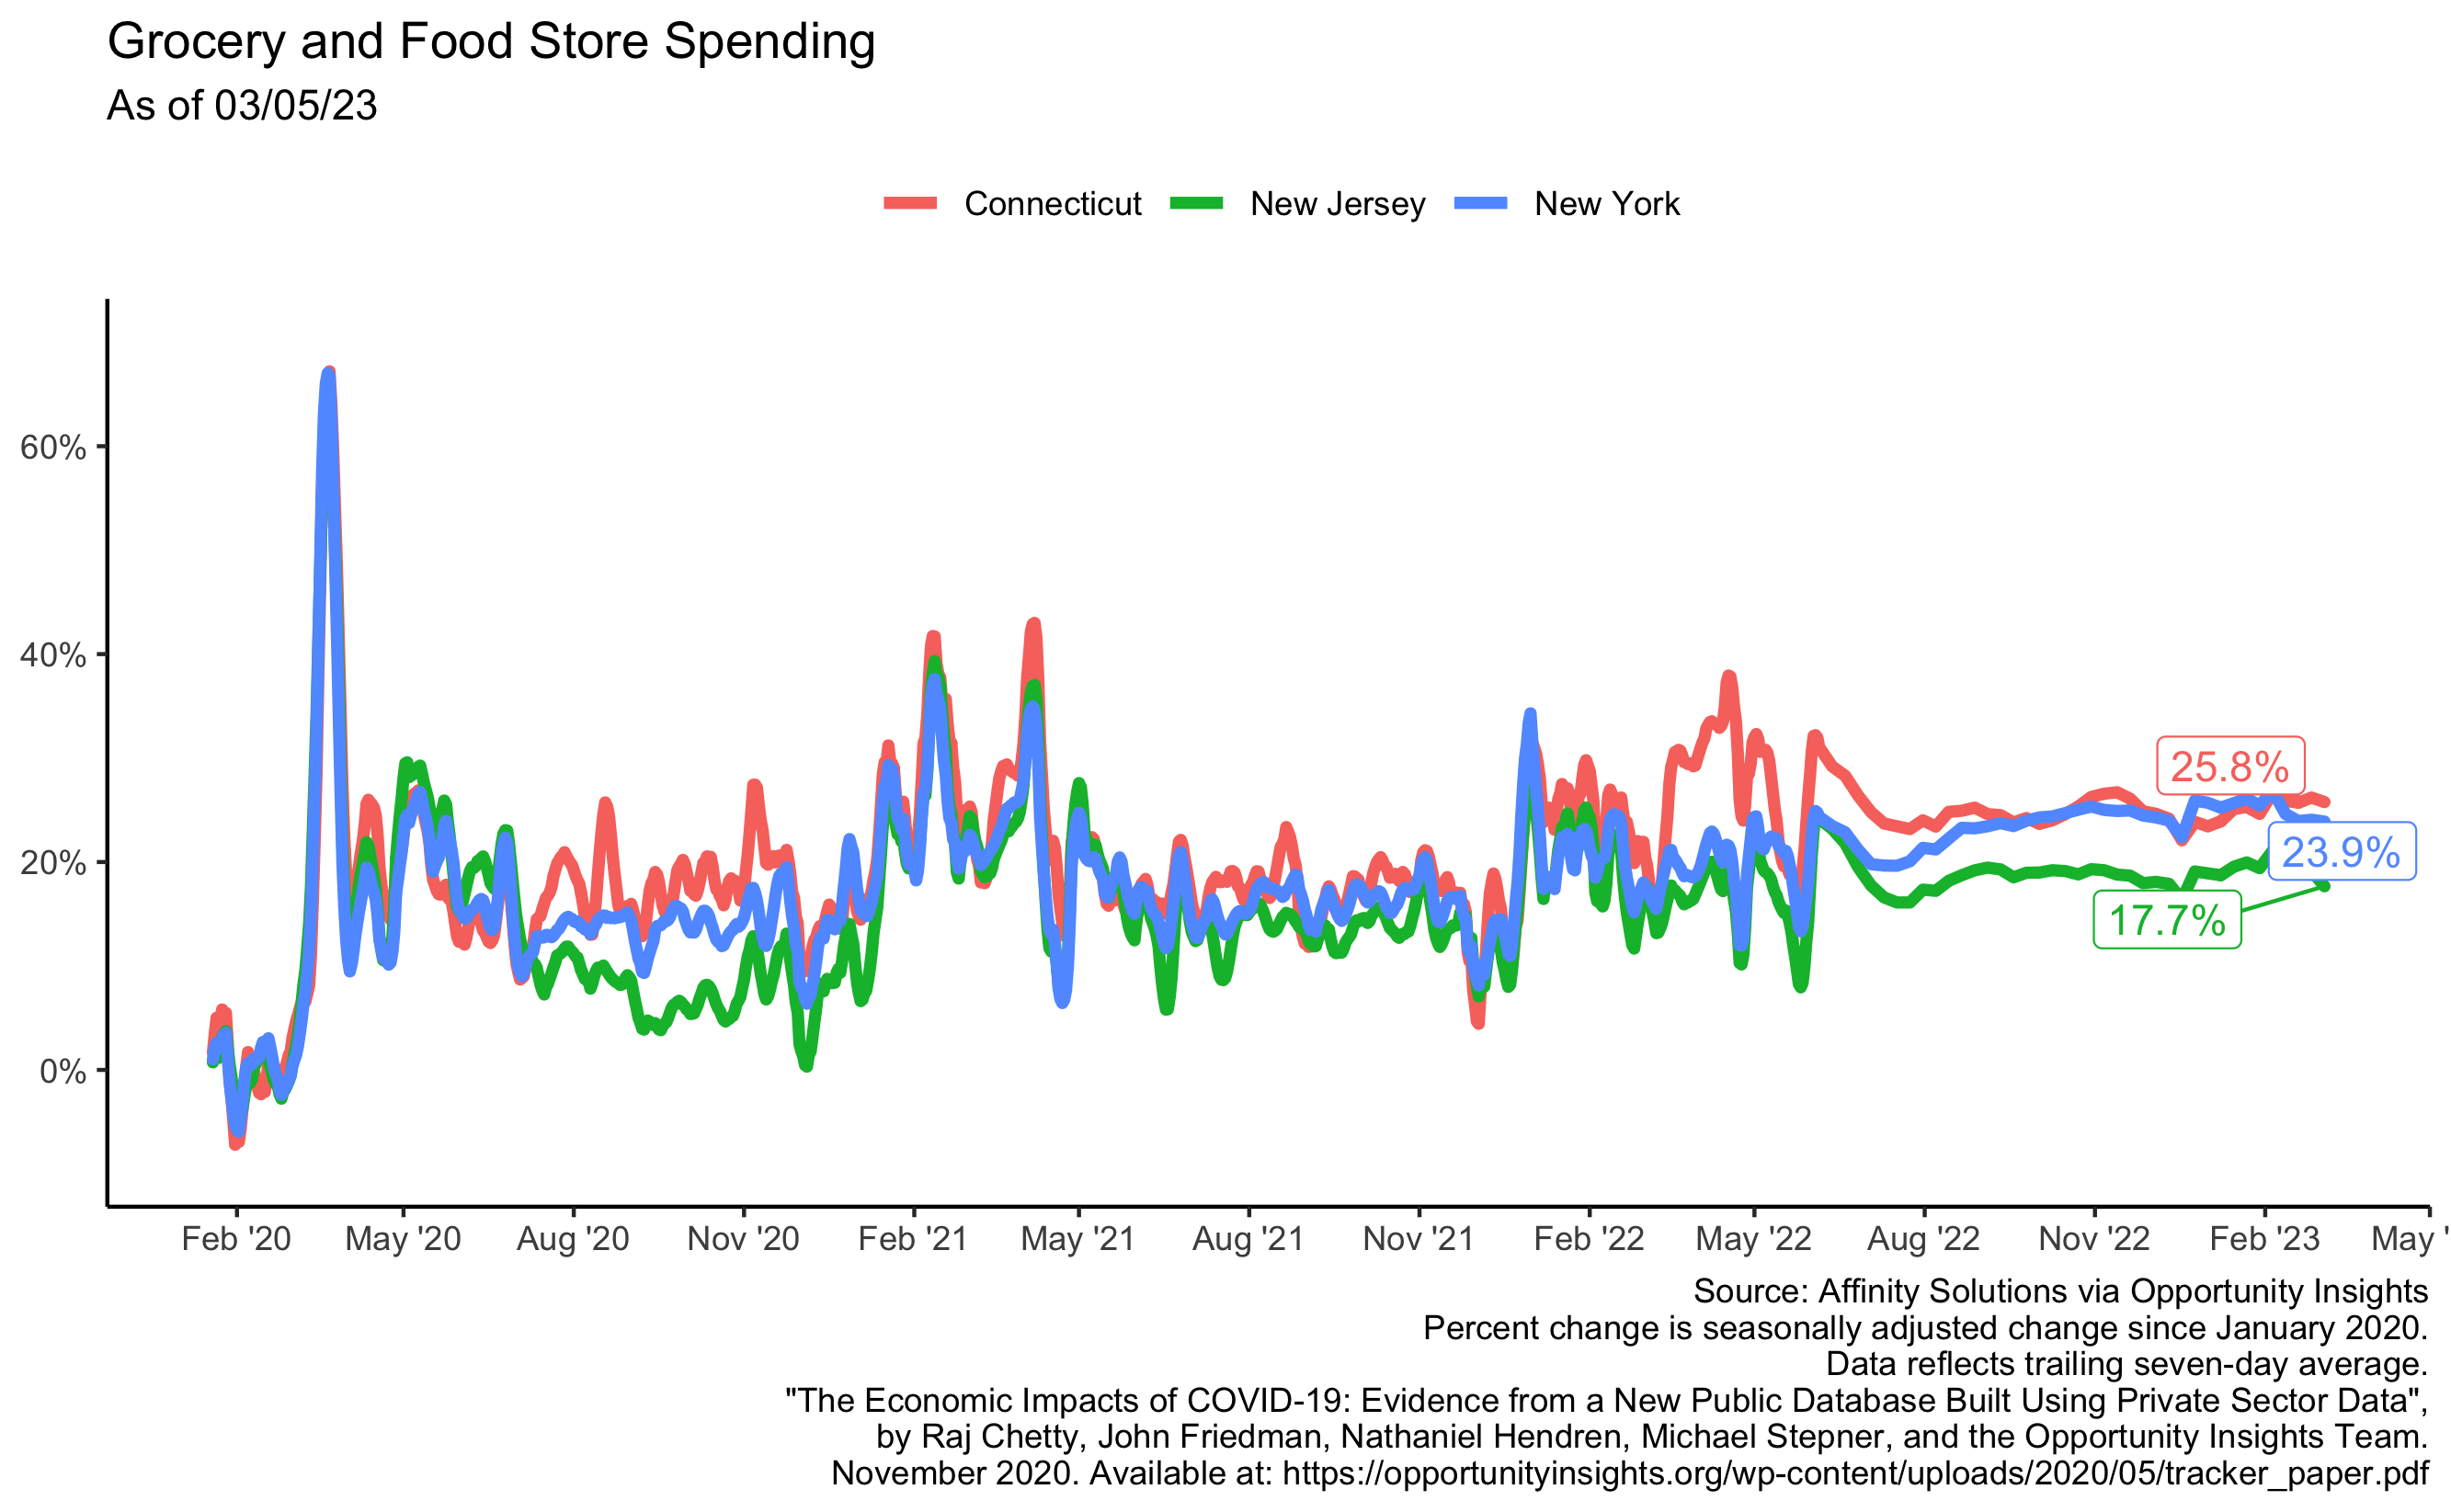 Grocery and Food Store Spending
As of 03/05/23
Connecticut New Jersey New York
60%
40%
20%
0%
25.8%
23.9%
17.7%
Feb '20 May '20 Aug '20 Nov '20 Feb '21 May '21 Aug '21 Nov '21 Feb '22 May '22 Aug '22 Nov '22 Feb '23 May '
Source: Affinity Solutions via Opportunity Insights
Percent change is seasonally adjusted change since January 2020.
Data reflects trailing seven-day average.
"The Economic Impacts of COVID-19: Evidence from a New Public Database Built Using Private Sector Data",
by Raj Chetty, John Friedman, Nathaniel Hendren, Michael Stepner, and the Opportunity Insights Team.
November 2020. Available at: https://opportunityinsights.org/wp-content/uploads/2020/05/tracker_paper.pdf